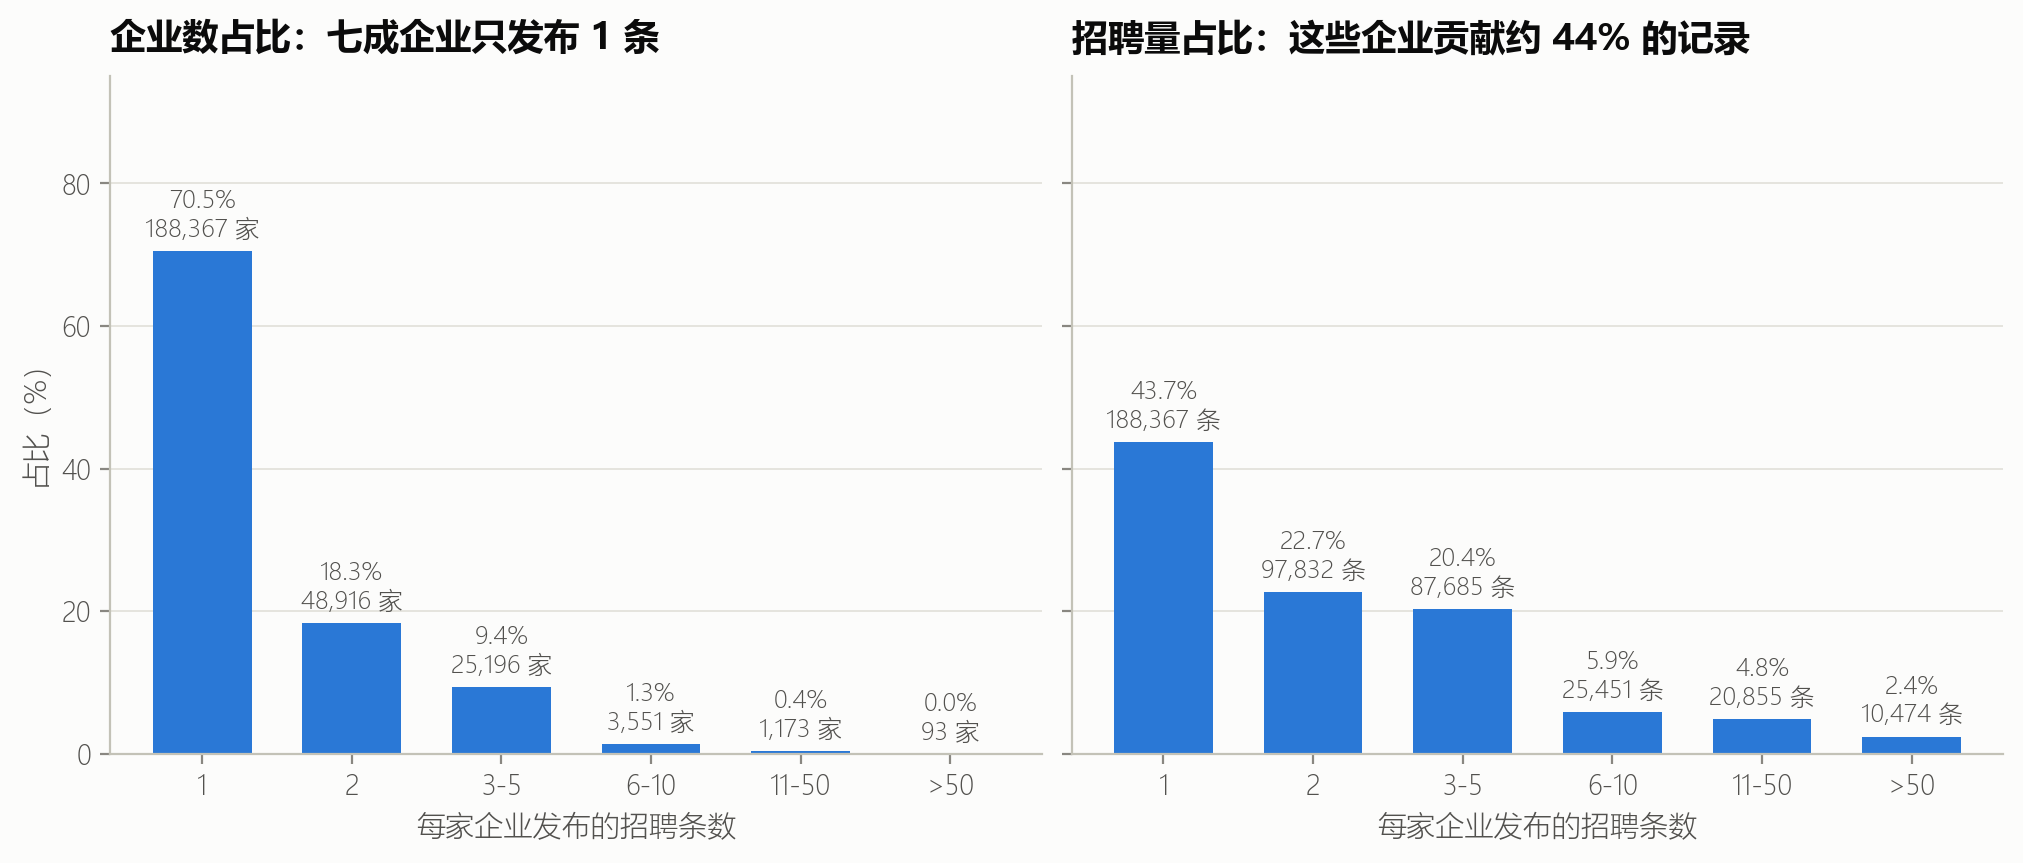 企业数占比：七成企业只发布 1 条
占比（%）
80
60
40
20
0
70.5%
188,367 家
18.3%
48,916 家
9.4%
25,196 家
1.3%
3,551 家
0.4%
1,173 家
0.0%
93 家
1
2
3-5
6-10
11-50
>50
每家企业发布的招聘条数
招聘量占比：这些企业贡献约 44% 的记录
43.7%
188,367 条
22.7%
97,832 条
20.4%
87,685 条
5.9%
25,451 条
4.8%
20,855 条
2.4%
10,474 条
1
2
3-5
6-10
11-50
>50
每家企业发布的招聘条数